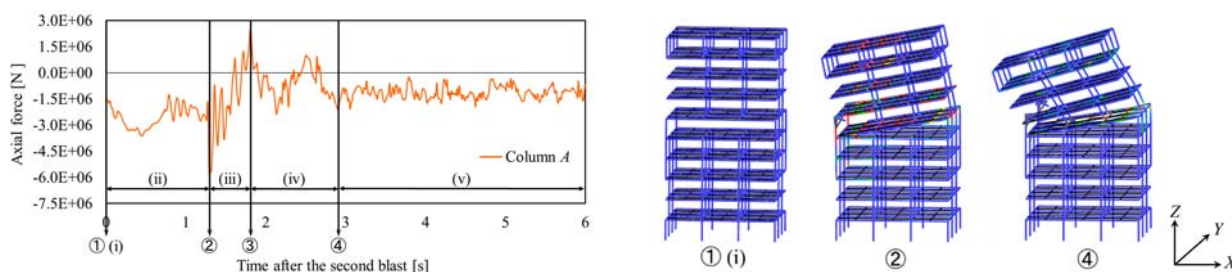 3.0E+06
1.5E+06
0.0E+00
-1.5E+06
-3.0E+06
-4.5E+06
-6.0E+06
-7.5E+06
Axial force [N]
Column A
(ii)
(iii)
(iv)
(v)
0
1
2
3
4
5
6
① (i)
②
③
④
Time after the second blast [s]
① (i)
②
④
Z
Y
X